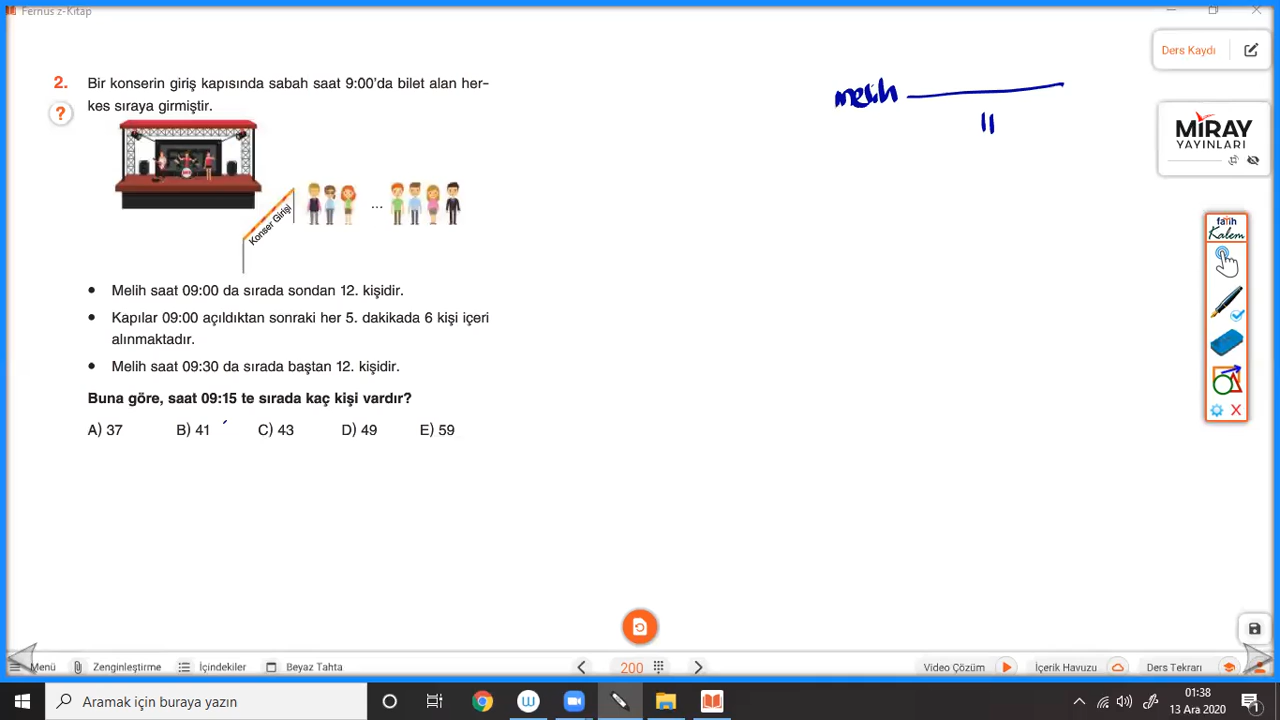 Fernus z-Kitap
Ders Kaydı
2. Bir konserin giriş kapısında sabah saat 9:00'da bilet alan her-
kes sıraya girmiştir.
?
melih
11
MİRAY
YAYINLARI
Konser Girişi
...
fatih
Kalem
• Melih saat 09:00 da sırada sondan 12. kişidir.
• Kapılar 09:00 açıldıktan sonraki her 5. dakikada 6 kişi içeri
alınmaktadır.
• Melih saat 09:30 da sırada baştan 12. kişidir.
Buna göre, saat 09:15 te sırada kaç kişi vardır?
A) 37 B) 41 C) 43 D) 49 E) 59
Menü Zenginleştirme İçindekiler Beyaz Tahta 200 Video Çözüm İçerik Havuzu Ders Tekrarı
Aramak için buraya yazın
01:38
13 Ara 2020
1